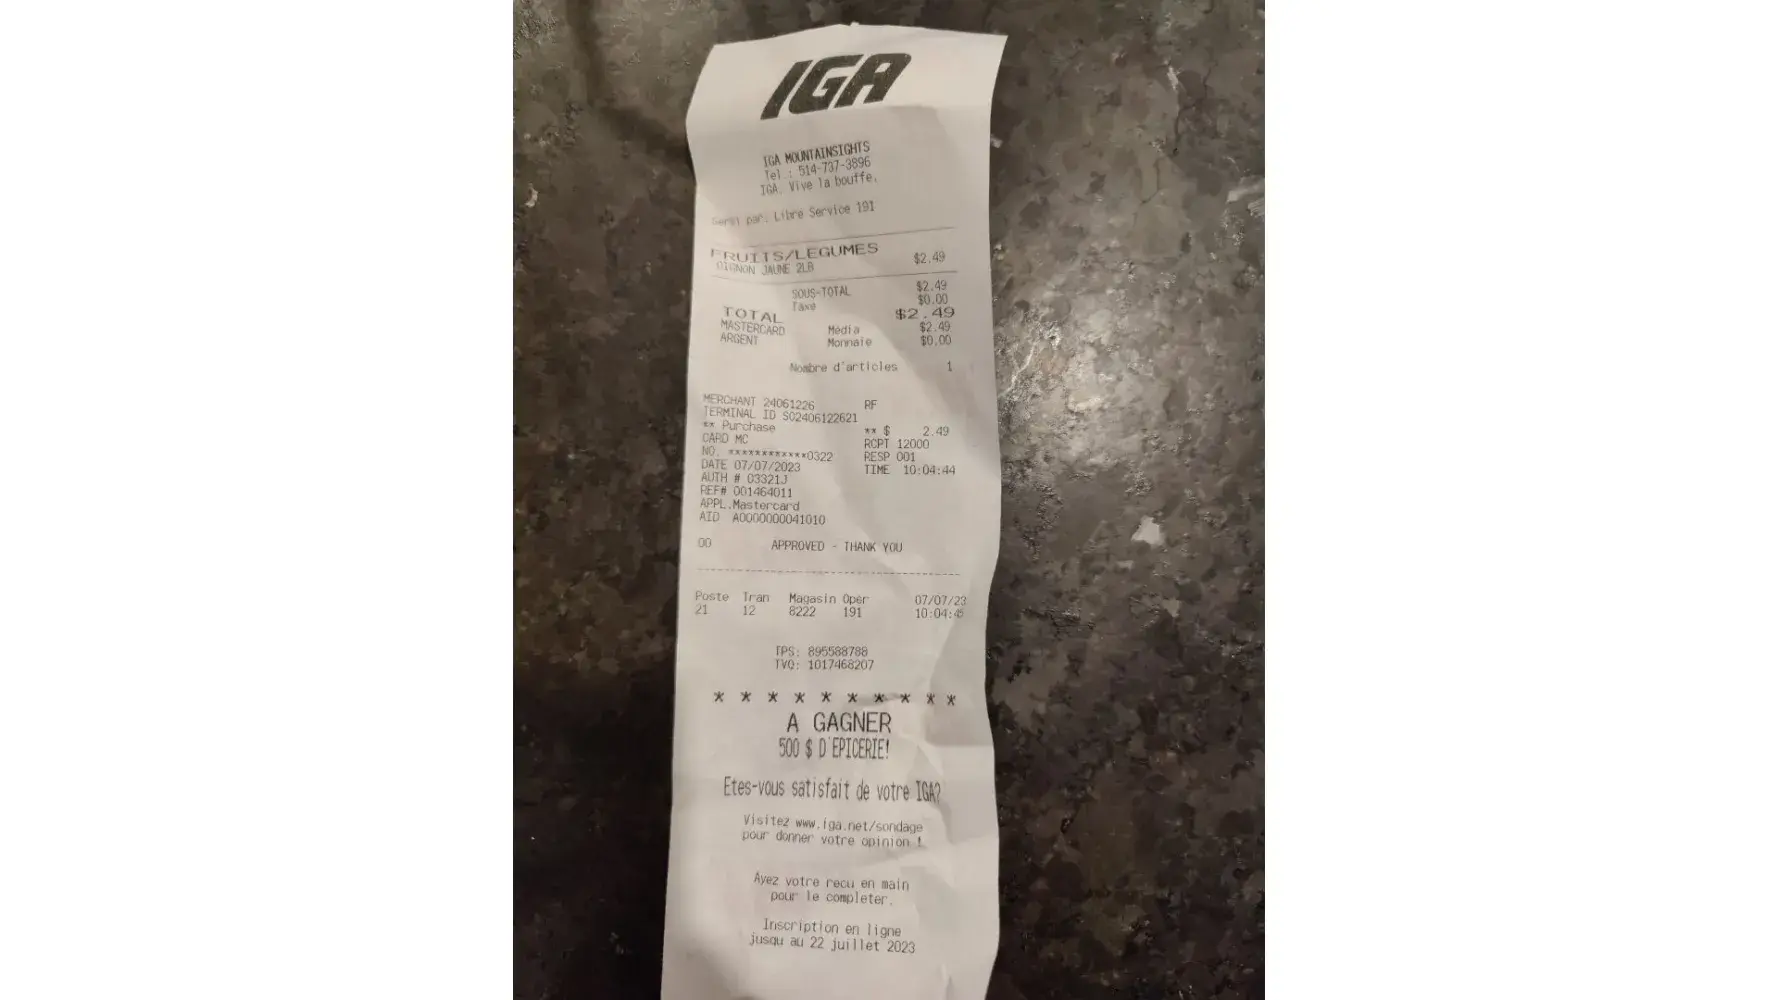 IGA
IGA MOUNTAINSIGHTS
Tel.: 514-737-3896
IGA. Vive la bouffe.
Servi par: Libre Service 191
FRUITS/LEGUMES
OIGNON JAUNE 2LB $2.49
SOUS-TOTAL $2.49
Taxe $0.00
TOTAL $2.49
MASTERCARD Média $2.49
ARGENT Monnaie $0.00
Nombre d'articles 1
MERCHANT 24061226 RF
TERMINAL ID S02406122621
** Purchase ** $ 2.49
CARD MC RCPT 12000
NO. ************0322 RESP 001
DATE 07/07/2023 TIME 10:04:44
AUTH # 03321J
REF# 001464011
APPL.Mastercard
AID A0000000041010
00 APPROVED - THANK YOU
Poste Tran Magasin Oper 07/07/23
21 12 8222 191 10:04:45
TPS: 895588788
TVQ: 1017468207
* * * * * * * * * *
A GAGNER
500 $ D'EPICERIE!
Etes-vous satisfait de votre IGA?
Visitez www.iga.net/sondage
pour donner votre opinion !
Ayez votre recu en main
pour le completer.
Inscription en ligne
jusqu au 22 juillet 2023